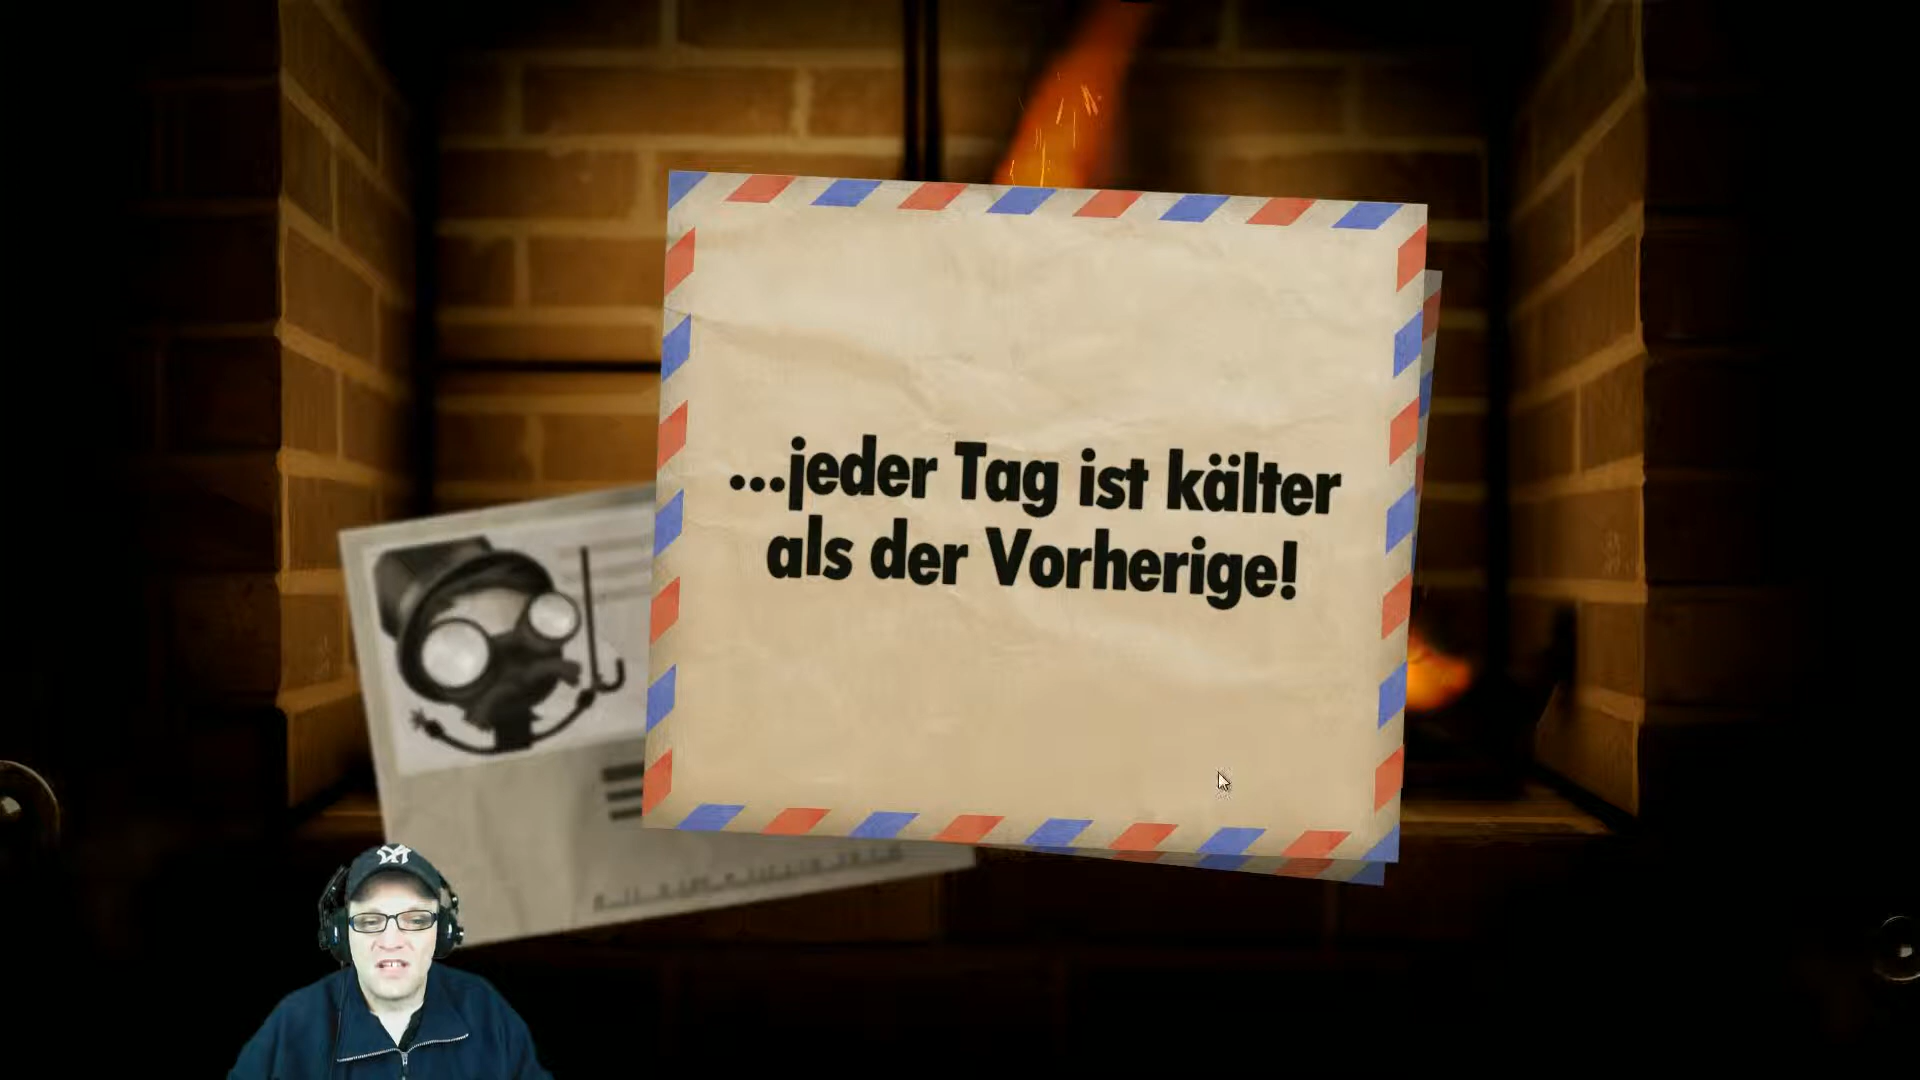 ...jeder Tag ist kälter
als der Vorherige!